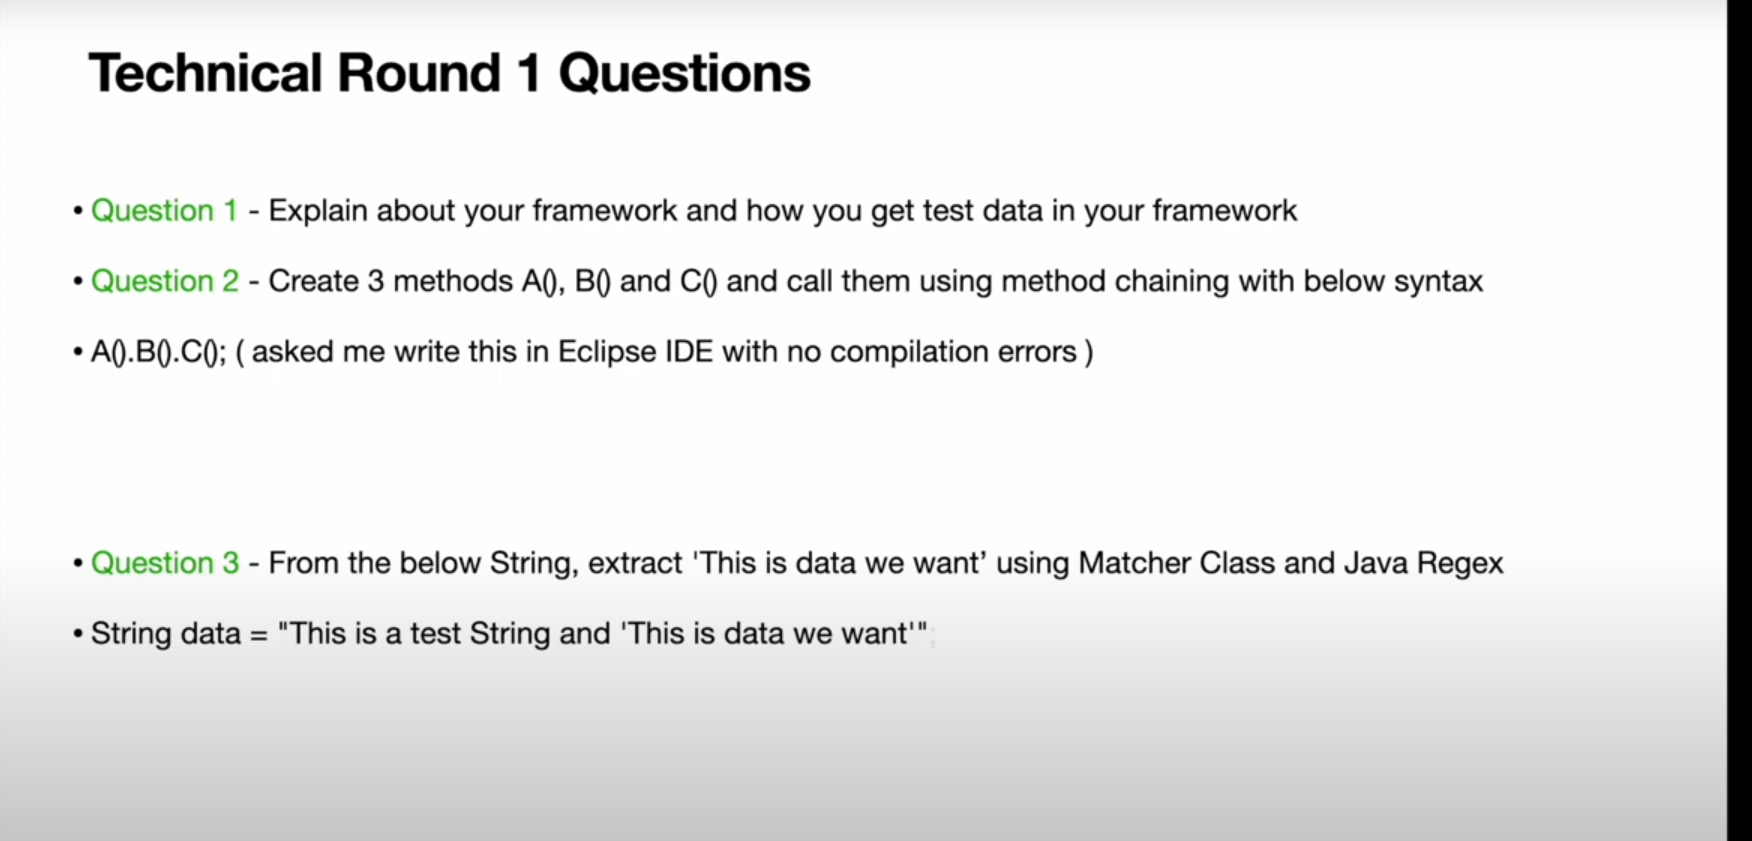 Technical Round 1 Questions
• Question 1 - Explain about your framework and how you get test data in your framework
• Question 2 - Create 3 methods A(), B() and C() and call them using method chaining with below syntax
• A().B().C(); ( asked me write this in Eclipse IDE with no compilation errors )
• Question 3 - From the below String, extract 'This is data we want’ using Matcher Class and Java Regex
• String data = "This is a test String and 'This is data we want'";